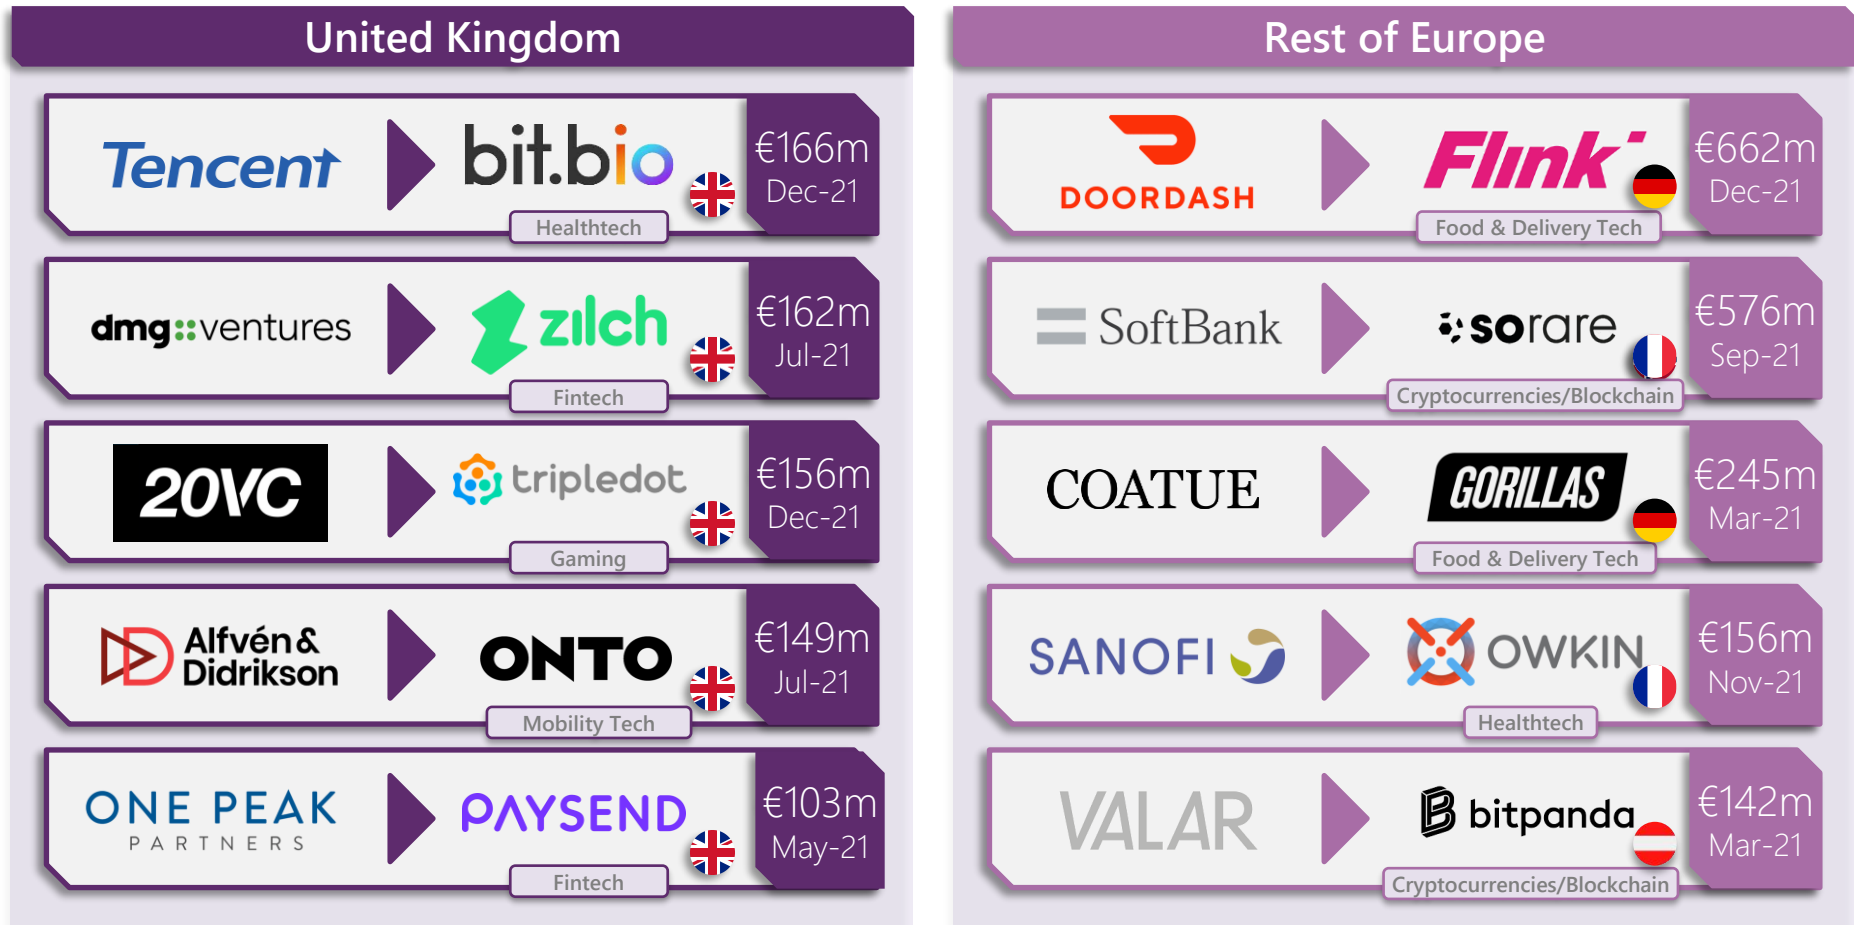 United Kingdom
Tencent
bit.bio
€166m
Dec-21
Healthtech
dmg::ventures
zilch
€162m
Jul-21
Fintech
20VC
tripledot
€156m
Dec-21
Gaming
Alfvén &
Didrikson
ONTO
€149m
Jul-21
Mobility Tech
ONE PEAK
PARTNERS
PAYSEND
€103m
May-21
Fintech
Rest of Europe
DOORDASH
Flink
€662m
Dec-21
Food & Delivery Tech
SoftBank
sorare
€576m
Sep-21
Cryptocurrencies/Blockchain
COATUE
GORILLAS
€245m
Mar-21
Food & Delivery Tech
SANOFI
OWKIN
€156m
Nov-21
Healthtech
VALAR
bitpanda
€142m
Mar-21
Cryptocurrencies/Blockchain